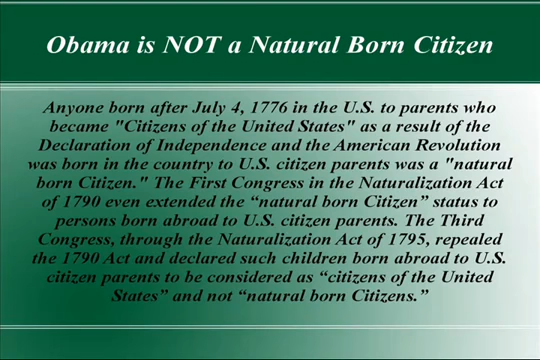 Obama is NOT a Natural Born Citizen
Anyone born after July 4, 1776 in the U.S. to parents who
became "Citizens of the United States" as a result of the
Declaration of Independence and the American Revolution
was born in the country to U.S. citizen parents was a "natural
born Citizen." The First Congress in the Naturalization Act
of 1790 even extended the “natural born Citizen” status to
persons born abroad to U.S. citizen parents. The Third
Congress, through the Naturalization Act of 1795, repealed
the 1790 Act and declared such children born abroad to U.S.
citizen parents to be considered as “citizens of the United
States” and not “natural born Citizens.”